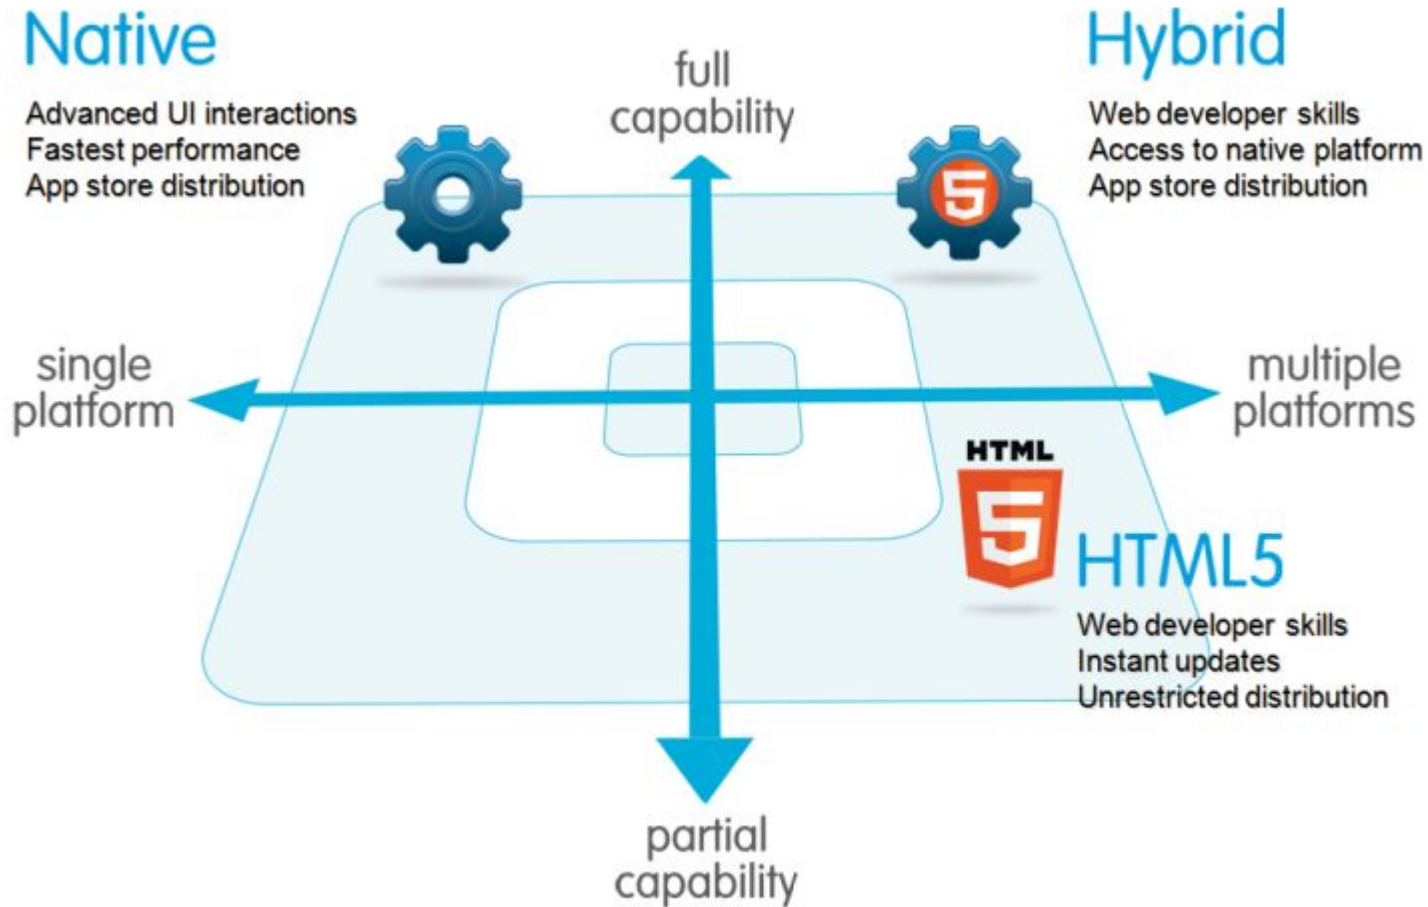 Native
Advanced UI interactions
Fastest performance
App store distribution
full
capability
Hybrid
Web developer skills
Access to native platform
App store distribution
5
single
platform
multiple
platforms
HTML
5
HTML5
Web developer skills
Instant updates
Unrestricted distribution
partial
capability